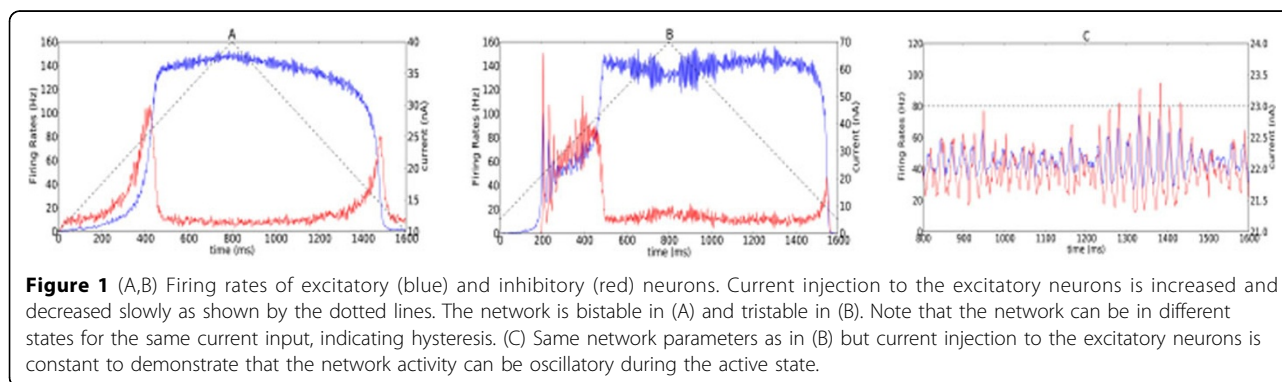 A
B
C
160
140
120
100
80
60
40
20
0
Firing Rates (Hz)
40
35
30
25
20
15
10
current (nA)
0 200 400 600 800 1000 1200 1400 1600
time (ms)
160
140
120
100
80
60
40
20
0
Firing Rates (Hz)
70
60
50
40
30
20
10
0
current (nA)
0 200 400 600 800 1000 1200 1400 1600
time (ms)
120
100
80
60
40
20
0
Firing Rates (Hz)
24.0
23.5
23.0
22.5
22.0
21.5
21.0
current (nA)
800 900 1000 1100 1200 1300 1400 1500 1600
time (ms)
Figure 1 (A,B) Firing rates of excitatory (blue) and inhibitory (red) neurons. Current injection to the excitatory neurons is increased and
decreased slowly as shown by the dotted lines. The network is bistable in (A) and tristable in (B). Note that the network can be in different
states for the same current input, indicating hysteresis. (C) Same network parameters as in (B) but current injection to the excitatory neurons is
constant to demonstrate that the network activity can be oscillatory during the active state.